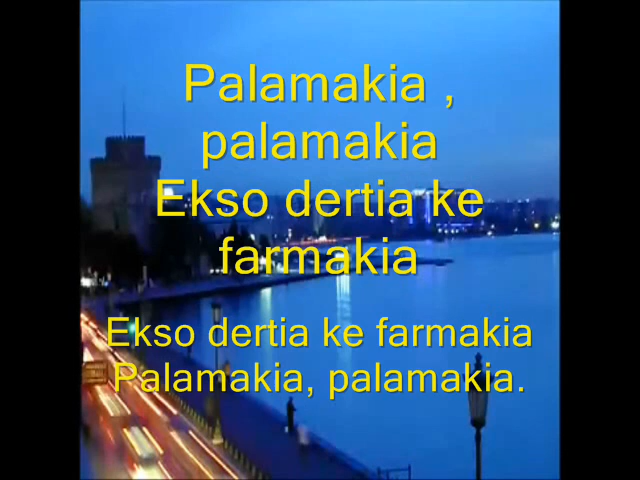 Palamakia ,
palamakia
Ekso dertia ke
farmakia
Ekso dertia ke farmakia
Palamakia, palamakia.